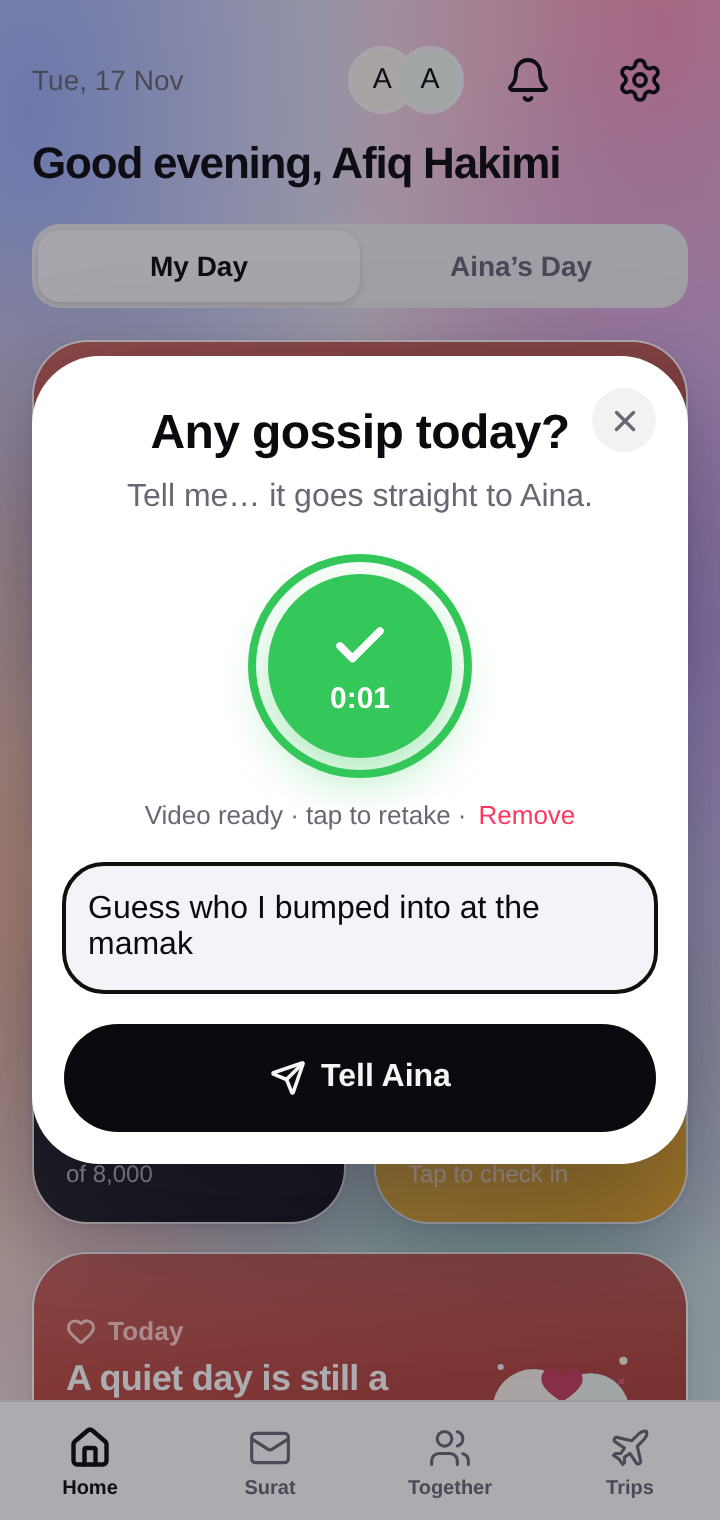 Tue, 17 Nov
A
A
Good evening, Afiq Hakimi
My Day
Aina’s Day
Any gossip today?
Tell me… it goes straight to Aina.
0:01
Video ready · tap to retake · Remove
Guess who I bumped into at the
mamak
Tell Aina
of 8,000
Tap to check in
Today
A quiet day is still a
Home
Surat
Together
Trips